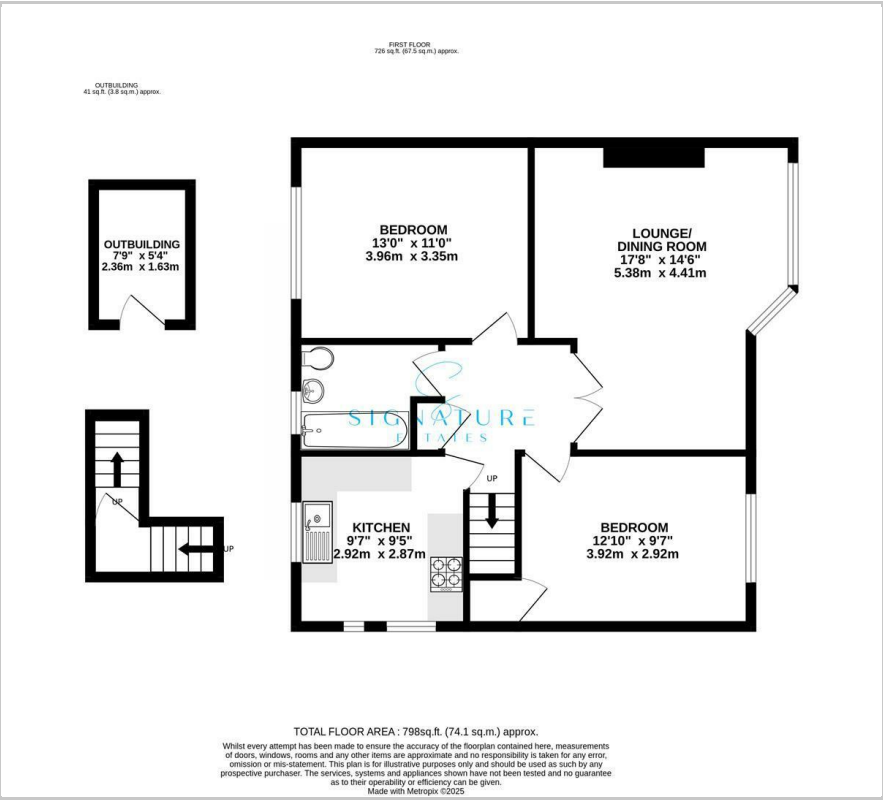 FIRST FLOOR
726 sq.ft. (67.5 sq.m.) approx.
OUTBUILDING
41 sq.ft. (3.8 sq.m.) approx.
BEDROOM
13'0" x 11'0"
3.96m x 3.35m
LOUNGE/
DINING ROOM
17'8" x 14'6"
5.38m x 4.41m
OUTBUILDING
7'9" x 5'4"
2.36m x 1.63m
SIGNATURE
ESTATES
UP
UP
UP
KITCHEN
9'7" x 9'5"
2.92m x 2.87m
BEDROOM
12'10" x 9'7"
3.92m x 2.92m
TOTAL FLOOR AREA : 798sq.ft. (74.1 sq.m.) approx.
Whilst every attempt has been made to ensure the accuracy of the floorplan contained here, measurements
of doors, windows, rooms and any other items are approximate and no responsibility is taken for any error,
omission or mis-statement. This plan is for illustrative purposes only and should be used as such by any
prospective purchaser. The services, systems and appliances shown have not been tested and no guarantee
as to their operability or efficiency can be given.
Made with Metropix ©2025